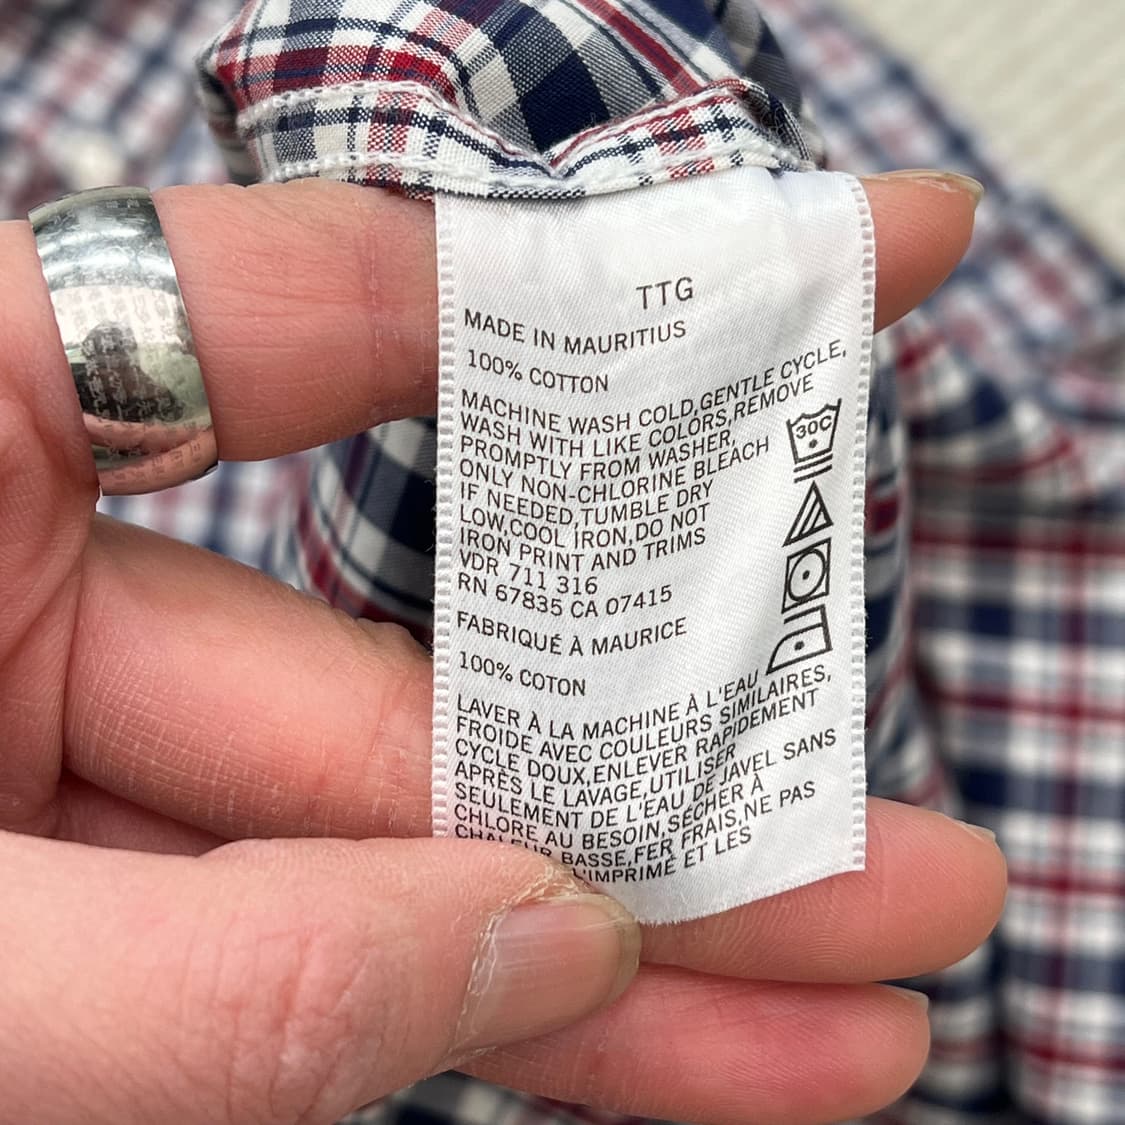 TTG
MADE IN MAURITIUS
100% COTTON
MACHINE WASH COLD,GENTLE CYCLE,
WASH WITH LIKE COLORS,REMOVE
PROMPTLY FROM WASHER,
ONLY NON-CHLORINE BLEACH
IF NEEDED,TUMBLE DRY
LOW,COOL IRON,DO NOT
IRON PRINT AND TRIMS
VDR 711 316
RN 67835 CA 07415
30C
FABRIQUÉ À MAURICE
100% COTON
LAVER À LA MACHINE À L'EAU
FROIDE AVEC COULEURS SIMILAIRES,
CYCLE DOUX,ENLEVER RAPIDEMENT
APRÈS LE LAVAGE,UTILISER
SEULEMENT DE L'EAU DE JAVEL SANS
CHLORE,AU BESOIN,SÉCHER À
CHALEUR BASSE,FER FRAIS,NE PAS
L'IMPRIMÉ ET LES